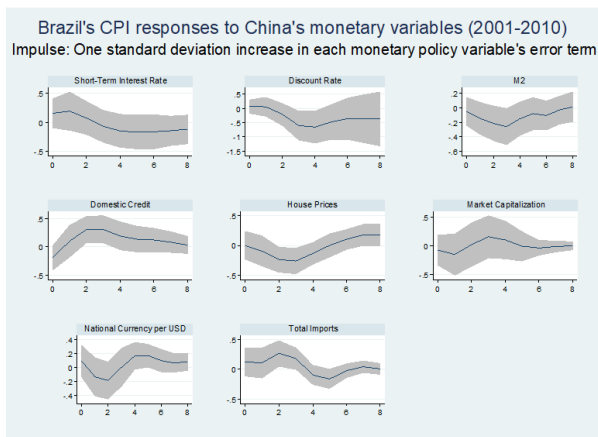 Brazil's CPI responses to China's monetary variables (2001-2010)
Impulse: One standard deviation increase in each monetary policy variable's error term
Short-Term Interest Rate
.5
0
-.5
0 2 4 6 8
Discount Rate
.5
0
-.5
-1
-1.5
0 2 4 6 8
M2
.2
0
-.2
-.4
-.6
0 2 4 6 8
Domestic Credit
.5
0
-.5
0 2 4 6 8
House Prices
.5
0
-.5
0 2 4 6 8
Market Capitalization
.5
0
-.5
0 2 4 6 8
National Currency per USD
.4
.2
0
-.2
-.4
0 2 4 6 8
Total Imports
.5
0
-.5
0 2 4 6 8